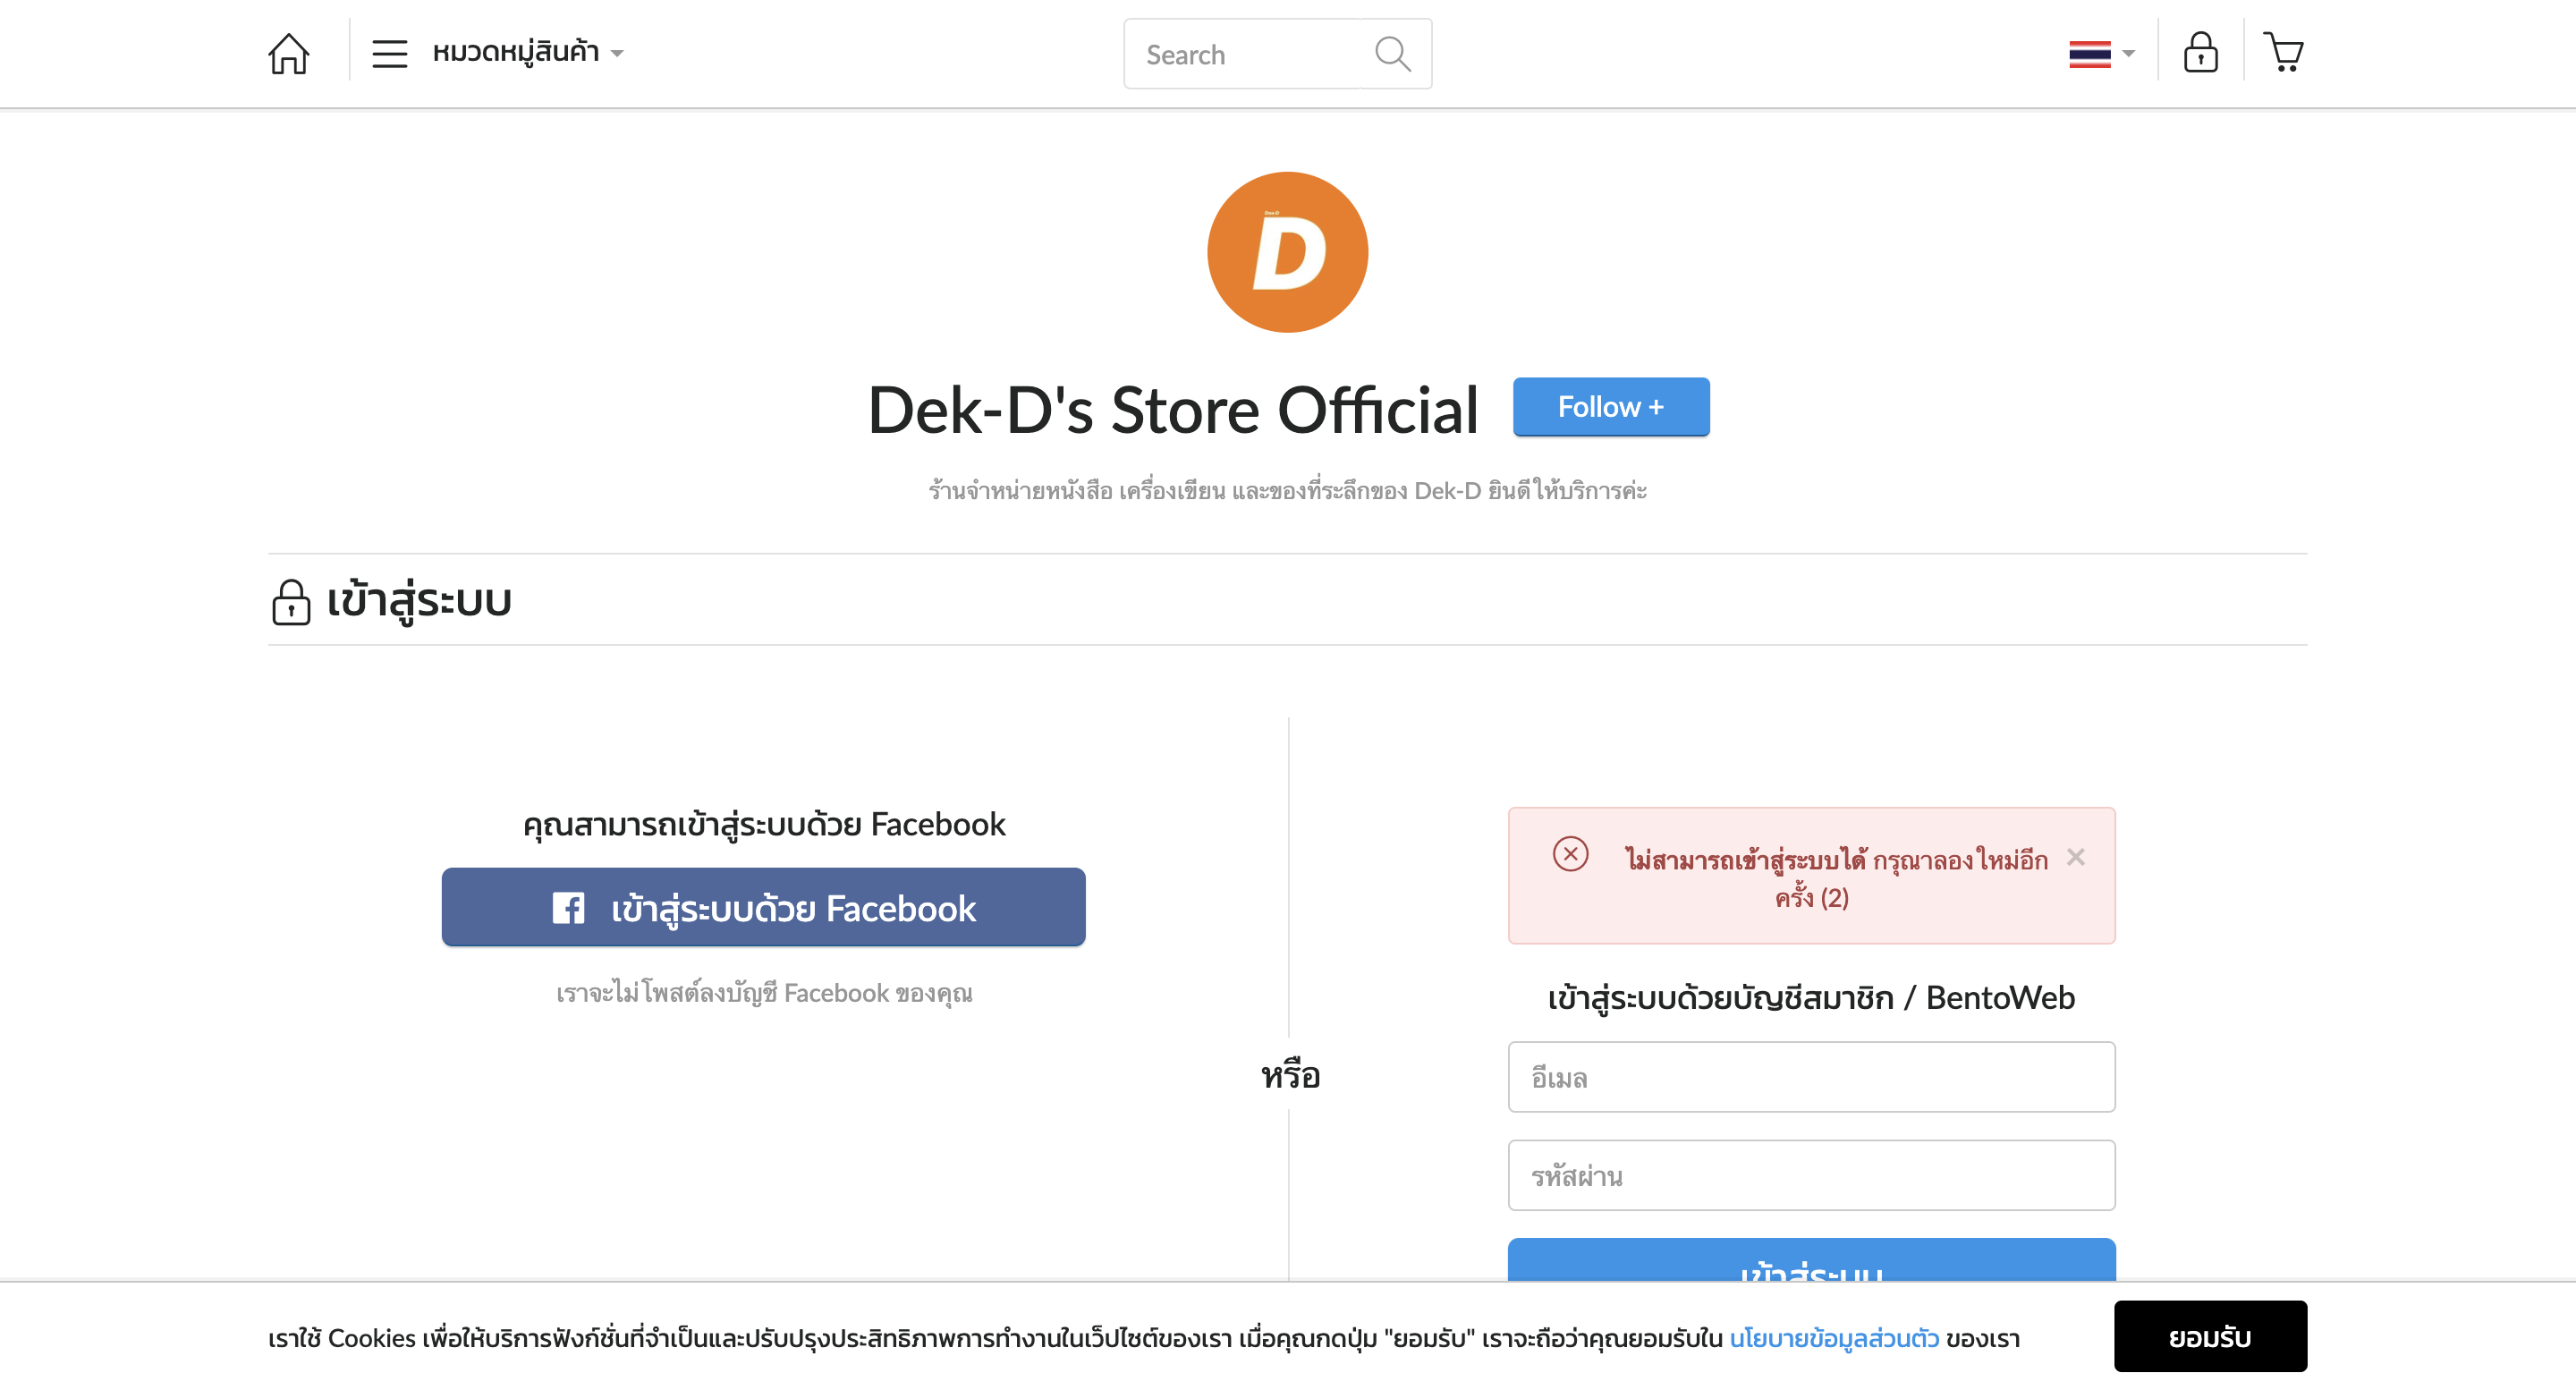 หมวดหมู่สินค้า
Search
Dek-D
D
Dek-D's Store Official
Follow +
ร้านจำหน่ายหนังสือ เครื่องเขียน และของที่ระลึกของ Dek-D ยินดีให้บริการค่ะ
เข้าสู่ระบบ
คุณสามารถเข้าสู่ระบบด้วย Facebook
เข้าสู่ระบบด้วย Facebook
เราจะไม่โพสต์ลงบัญชี Facebook ของคุณ
หรือ
ไม่สามารถเข้าสู่ระบบได้ กรุณาลองใหม่อีก
ครั้ง (2)
เข้าสู่ระบบด้วยบัญชีสมาชิก / BentoWeb
อีเมล
รหัสผ่าน
เข้าสู่ระบบ
เราใช้ Cookies เพื่อให้บริการฟังก์ชั่นที่จำเป็นและปรับปรุงประสิทธิภาพการทำงานในเว็ปไซต์ของเรา เมื่อคุณกดปุ่ม "ยอมรับ" เราจะถือว่าคุณยอมรับใน นโยบายข้อมูลส่วนตัว ของเรา
ยอมรับ